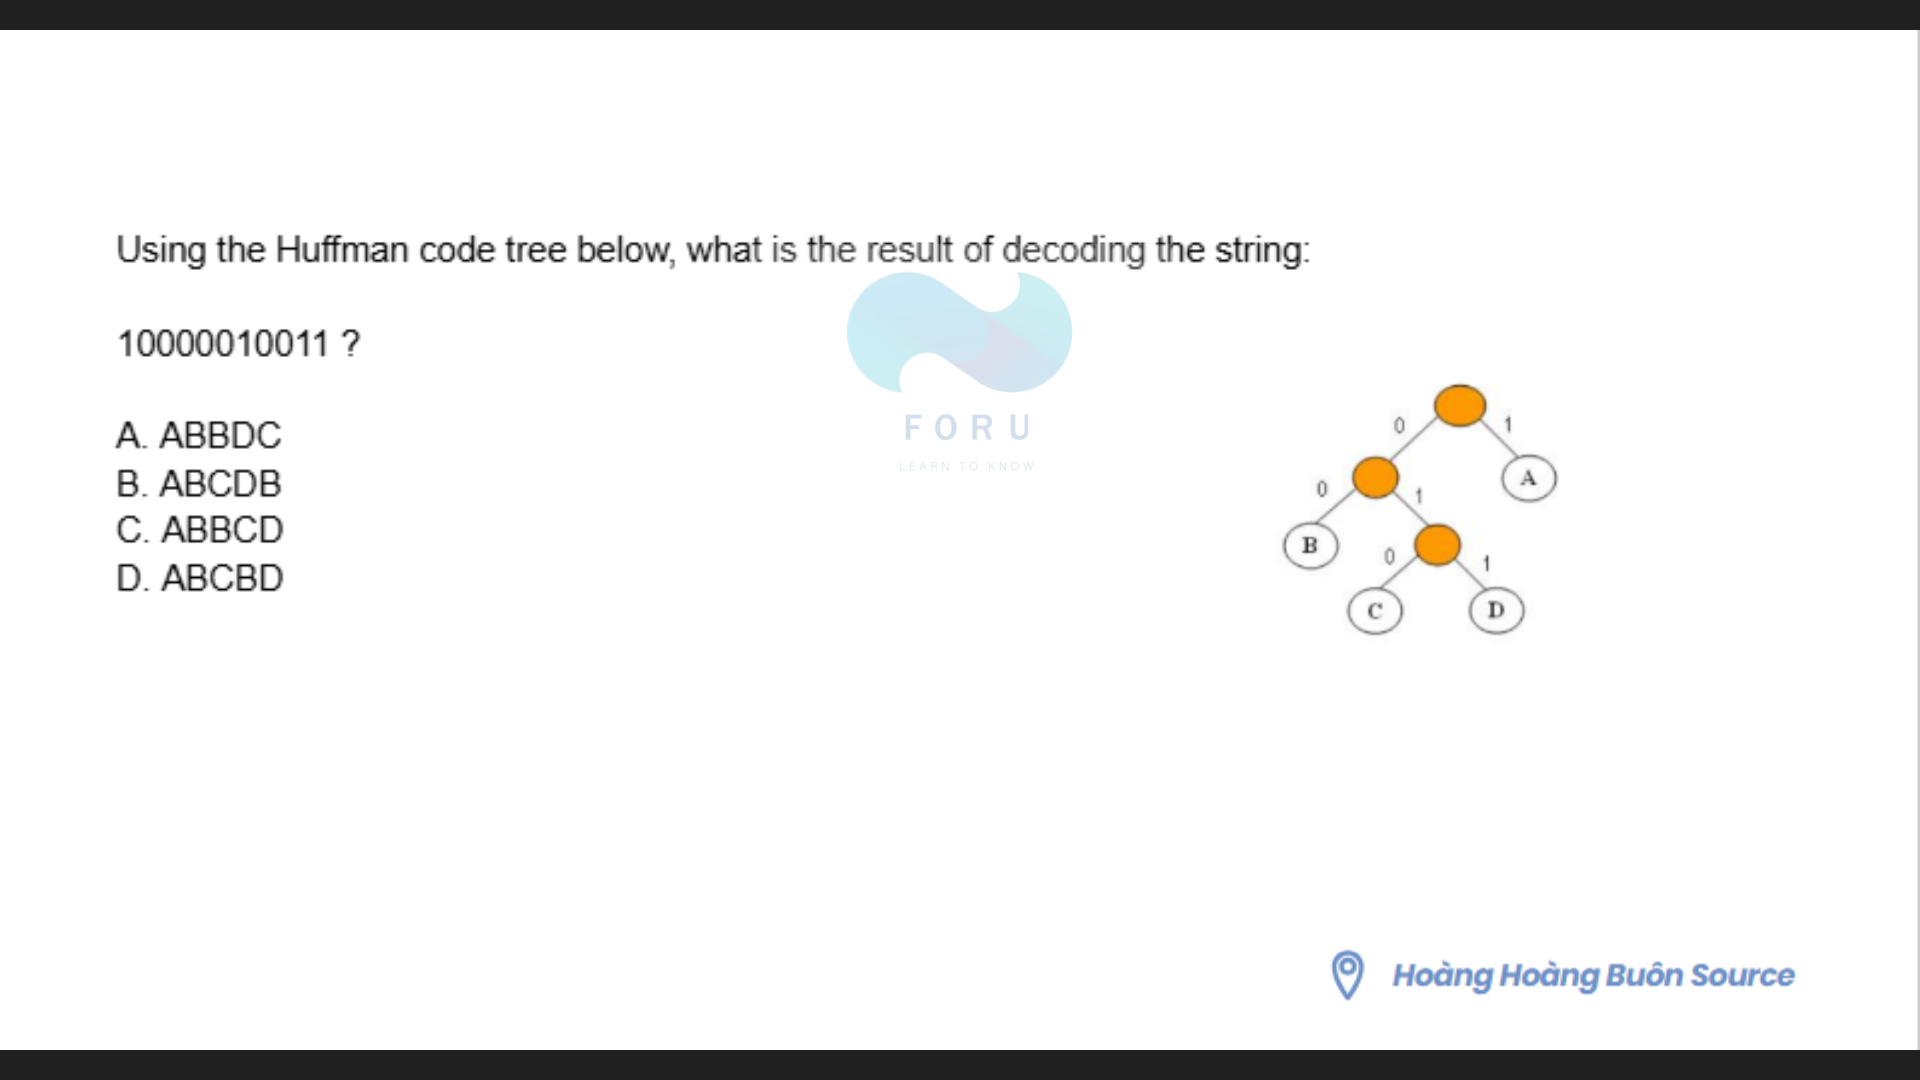 Using the Huffman code tree below, what is the result of decoding the string:
10000010011 ?
A. ABBDC
B. ABCDB
C. ABBCD
D. ABCBD
FORU
LEARN TO KNOW
0 1
A
0 1
B
0 1
C D
Hoàng Hoàng Buôn Source